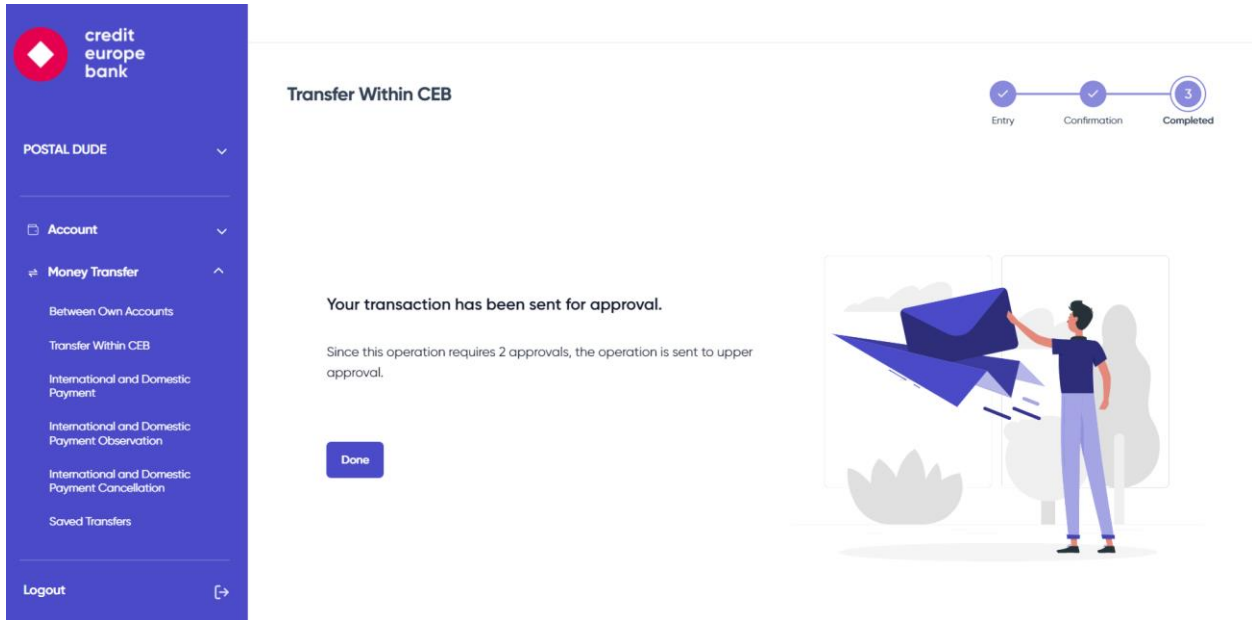 credit
europe
bank
POSTAL DUDE
Account
Money Transfer
Between Own Accounts
Transfer Within CEB
International and Domestic
Payment
International and Domestic
Payment Observation
International and Domestic
Payment Cancellation
Saved Transfers
Logout
Transfer Within CEB
3
Entry
Confirmation
Completed
Your transaction has been sent for approval.
Since this operation requires 2 approvals, the operation is sent to upper
approval.
Done